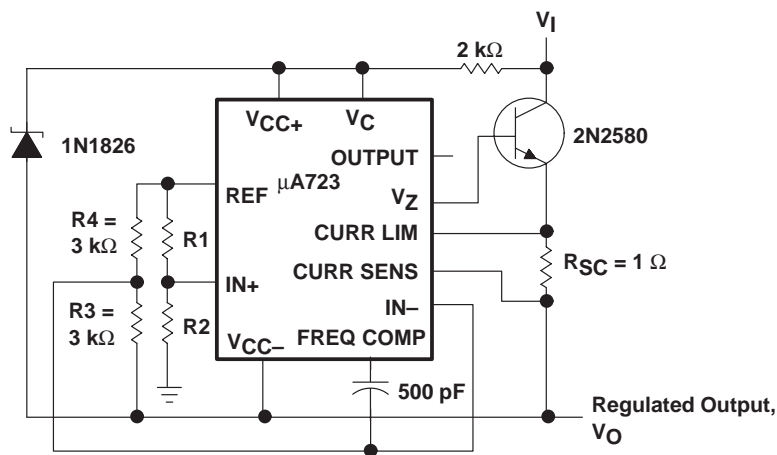 VI
2 kΩ
VCC+
VC
1N1826
2N2580
OUTPUT
μA723
REF
VZ
R4 =
3 kΩ
R1
CURR LIM
CURR SENS
RSC = 1 Ω
IN+
IN–
R3 =
3 kΩ
R2
VCC–
FREQ COMP
500 pF
Regulated Output,
VO